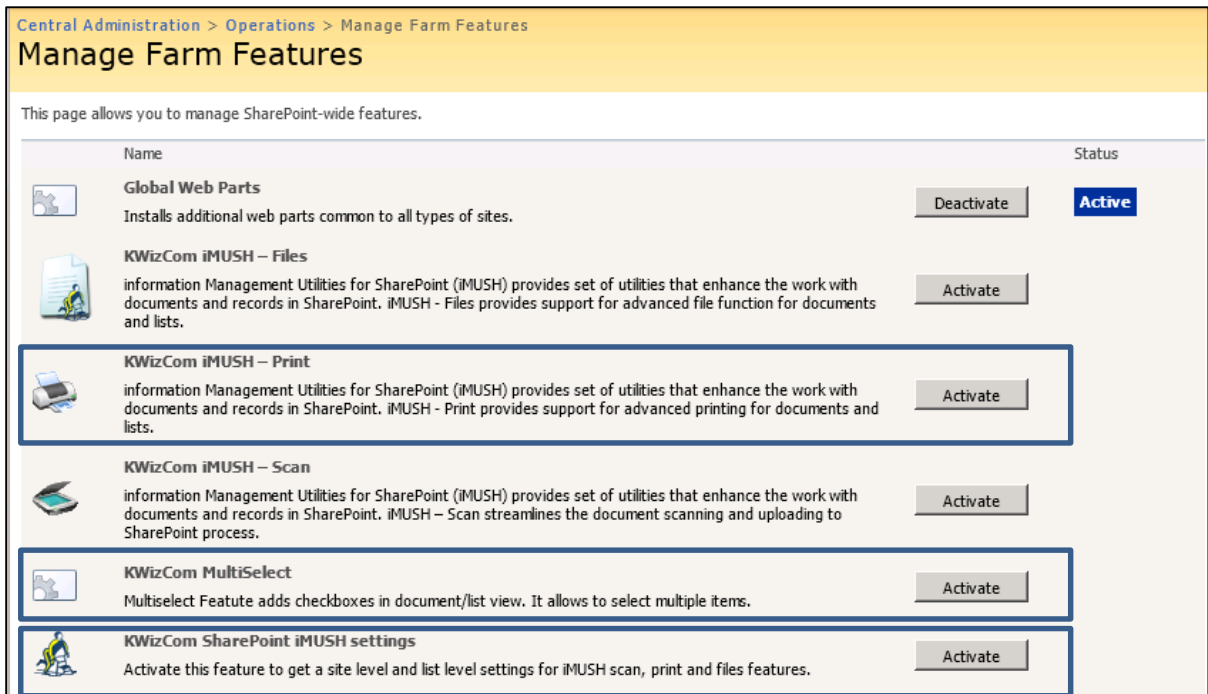 Central Administration > Operations > Manage Farm Features
Manage Farm Features
This page allows you to manage SharePoint-wide features.
Name Status
Global Web Parts
Installs additional web parts common to all types of sites.
Deactivate Active
KWizCom iMUSH – Files
information Management Utilities for SharePoint (iMUSH) provides set of utilities that enhance the work with
documents and records in SharePoint. iMUSH - Files provides support for advanced file function for documents
and lists.
Activate
KWizCom iMUSH – Print
information Management Utilities for SharePoint (iMUSH) provides set of utilities that enhance the work with
documents and records in SharePoint. iMUSH - Print provides support for advanced printing for documents and
lists.
Activate
KWizCom iMUSH – Scan
information Management Utilities for SharePoint (iMUSH) provides set of utilities that enhance the work with
documents and records in SharePoint. iMUSH – Scan streamlines the document scanning and uploading to
SharePoint process.
Activate
KWizCom MultiSelect
Multiselect Featute adds checkboxes in document/list view. It allows to select multiple items.
Activate
KWizCom SharePoint iMUSH settings
Activate this feature to get a site level and list level settings for iMUSH scan, print and files features.
Activate